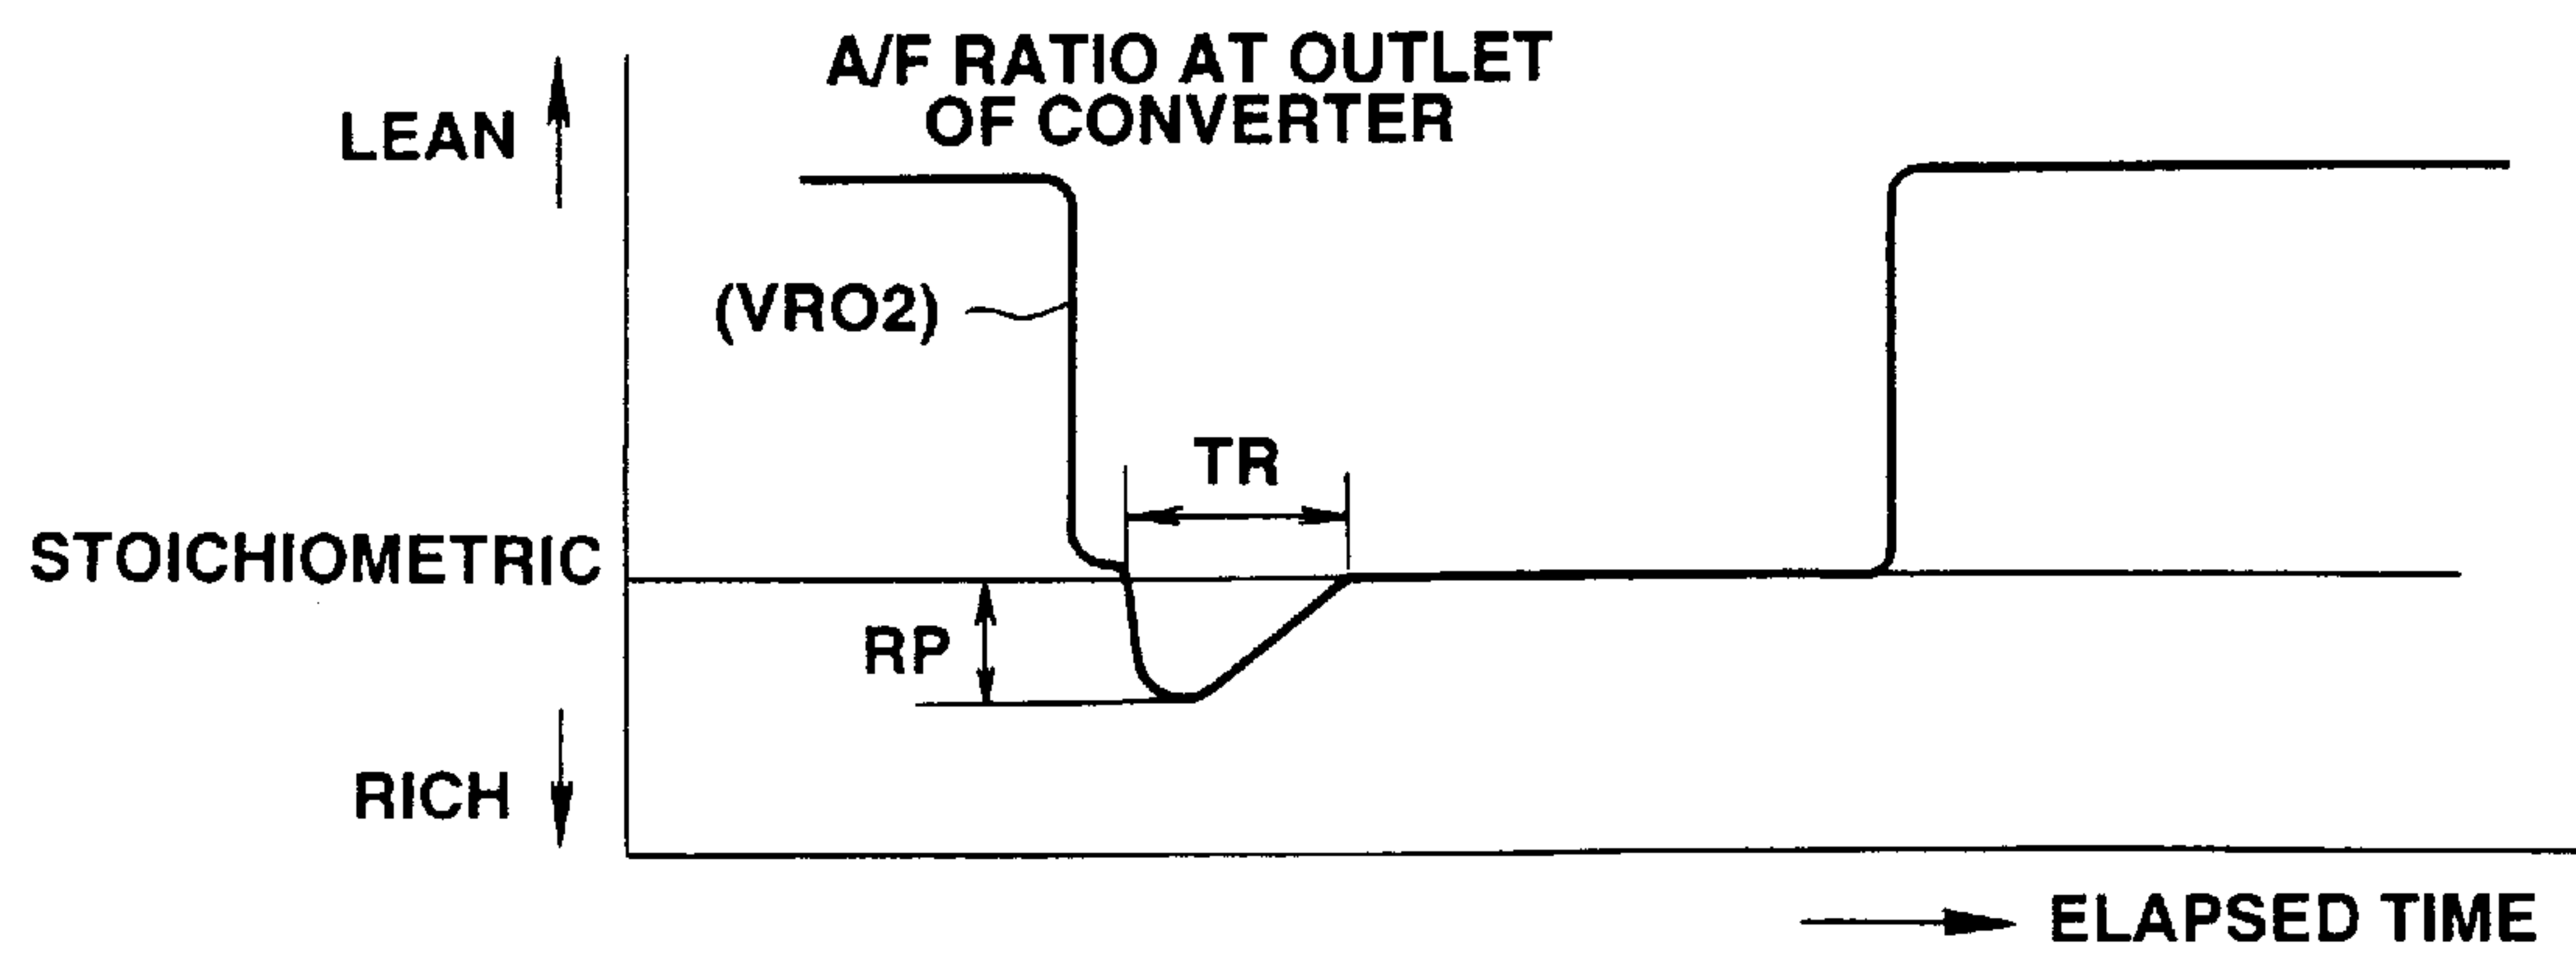 A/F RATIO AT OUTLET
OF CONVERTER
LEAN
(VRO2)
TR
STOICHIOMETRIC
RP
RICH
ELAPSED TIME